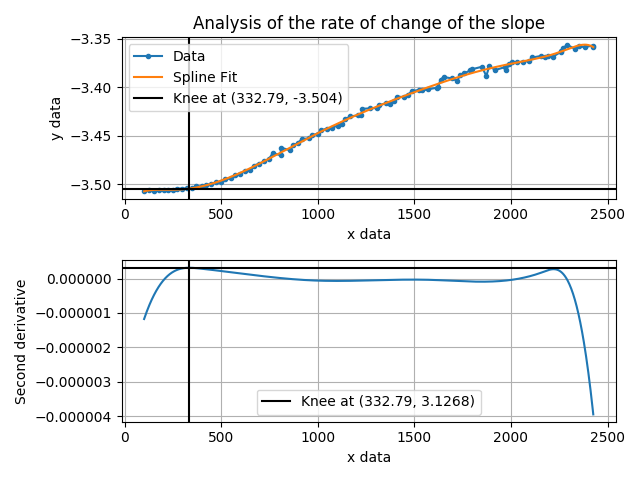 Analysis of the rate of change of the slope
−3.35
−3.40
−3.45
−3.50
y data
Data
Spline Fit
Knee at (332.79, -3.504)
0 500 1000 1500 2000 2500
x data
0.000000
−0.000001
−0.000002
−0.000003
−0.000004
Second derivative
Knee at (332.79, 3.1268)
0 500 1000 1500 2000 2500
x data